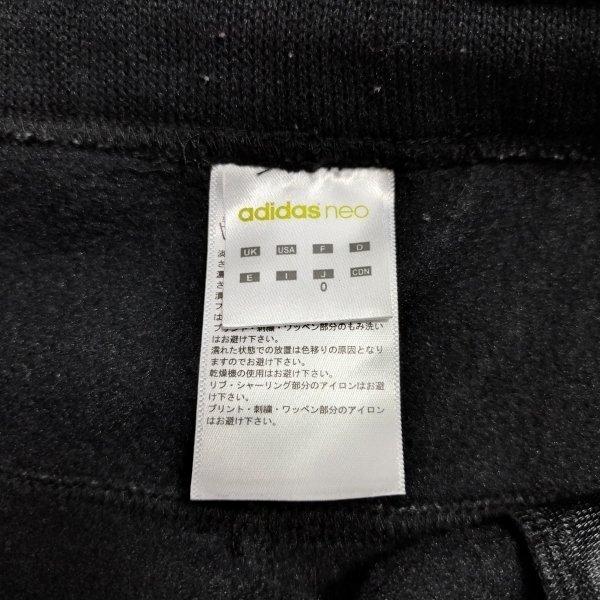 adidas neo
UK USA F D
E I J CDN
O
プリント・刺繍・ワッペン部分のもみ洗い
はお避け下さい。
濡れた状態での放置は色移りの原因となり
ますのでお避け下さい。
乾燥機の使用はお避け下さい。
リブ・シャーリング部分のアイロンはお避
け下さい。
プリント・刺繍・ワッペン部分のアイロン
はお避け下さい。